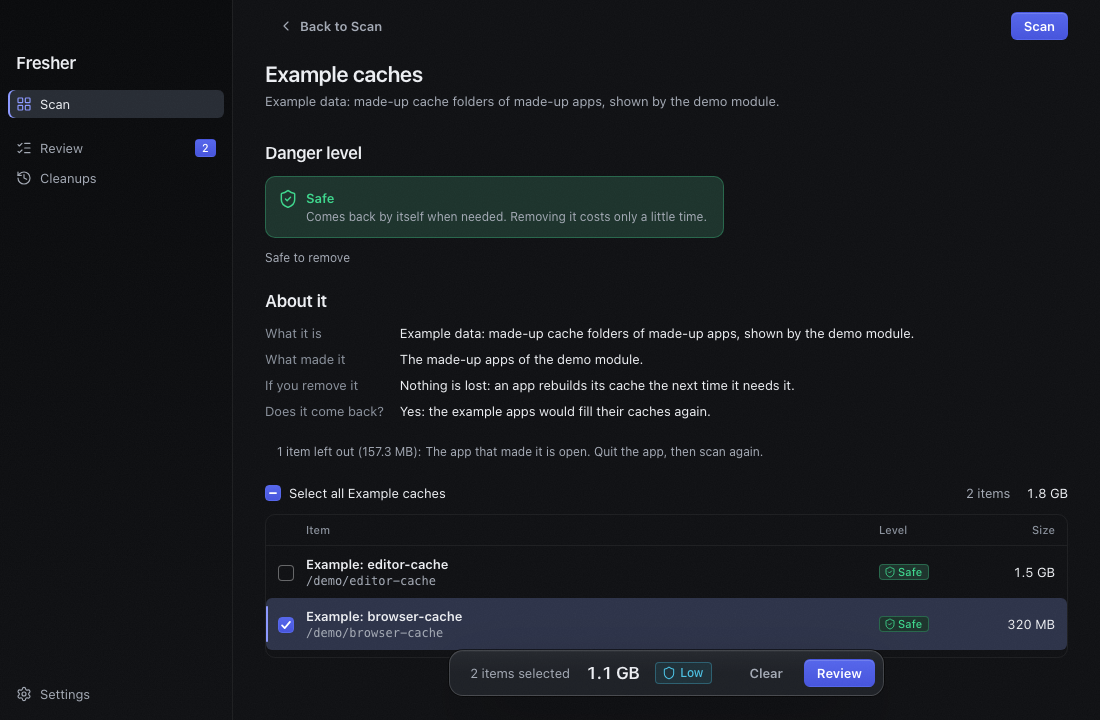 Back to Scan
Scan
Fresher
Scan
Review
2
Cleanups
Settings
Example caches
Example data: made-up cache folders of made-up apps, shown by the demo module.
Danger level
Safe
Comes back by itself when needed. Removing it costs only a little time.
Safe to remove
About it
What it is Example data: made-up cache folders of made-up apps, shown by the demo module.
What made it The made-up apps of the demo module.
If you remove it Nothing is lost: an app rebuilds its cache the next time it needs it.
Does it come back? Yes: the example apps would fill their caches again.
1 item left out (157.3 MB): The app that made it is open. Quit the app, then scan again.
Select all Example caches 2 items 1.8 GB
Item Level Size
Example: editor-cache
/demo/editor-cache
Safe 1.5 GB
Example: browser-cache
/demo/browser-cache
Safe 320 MB
2 items selected 1.1 GB Low Clear Review